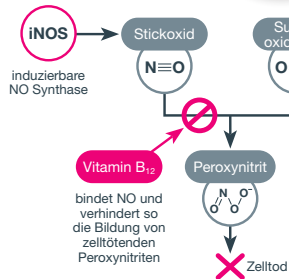 iNOS
Stickoxid
N≡O
O
induzierbare
NO Synthase
Vitamin B₁₂
Peroxynitrit
bindet NO und
verhindert so
die Bildung von
zelltötenden
Peroxynitriten
O N O O⁻
Zelltod